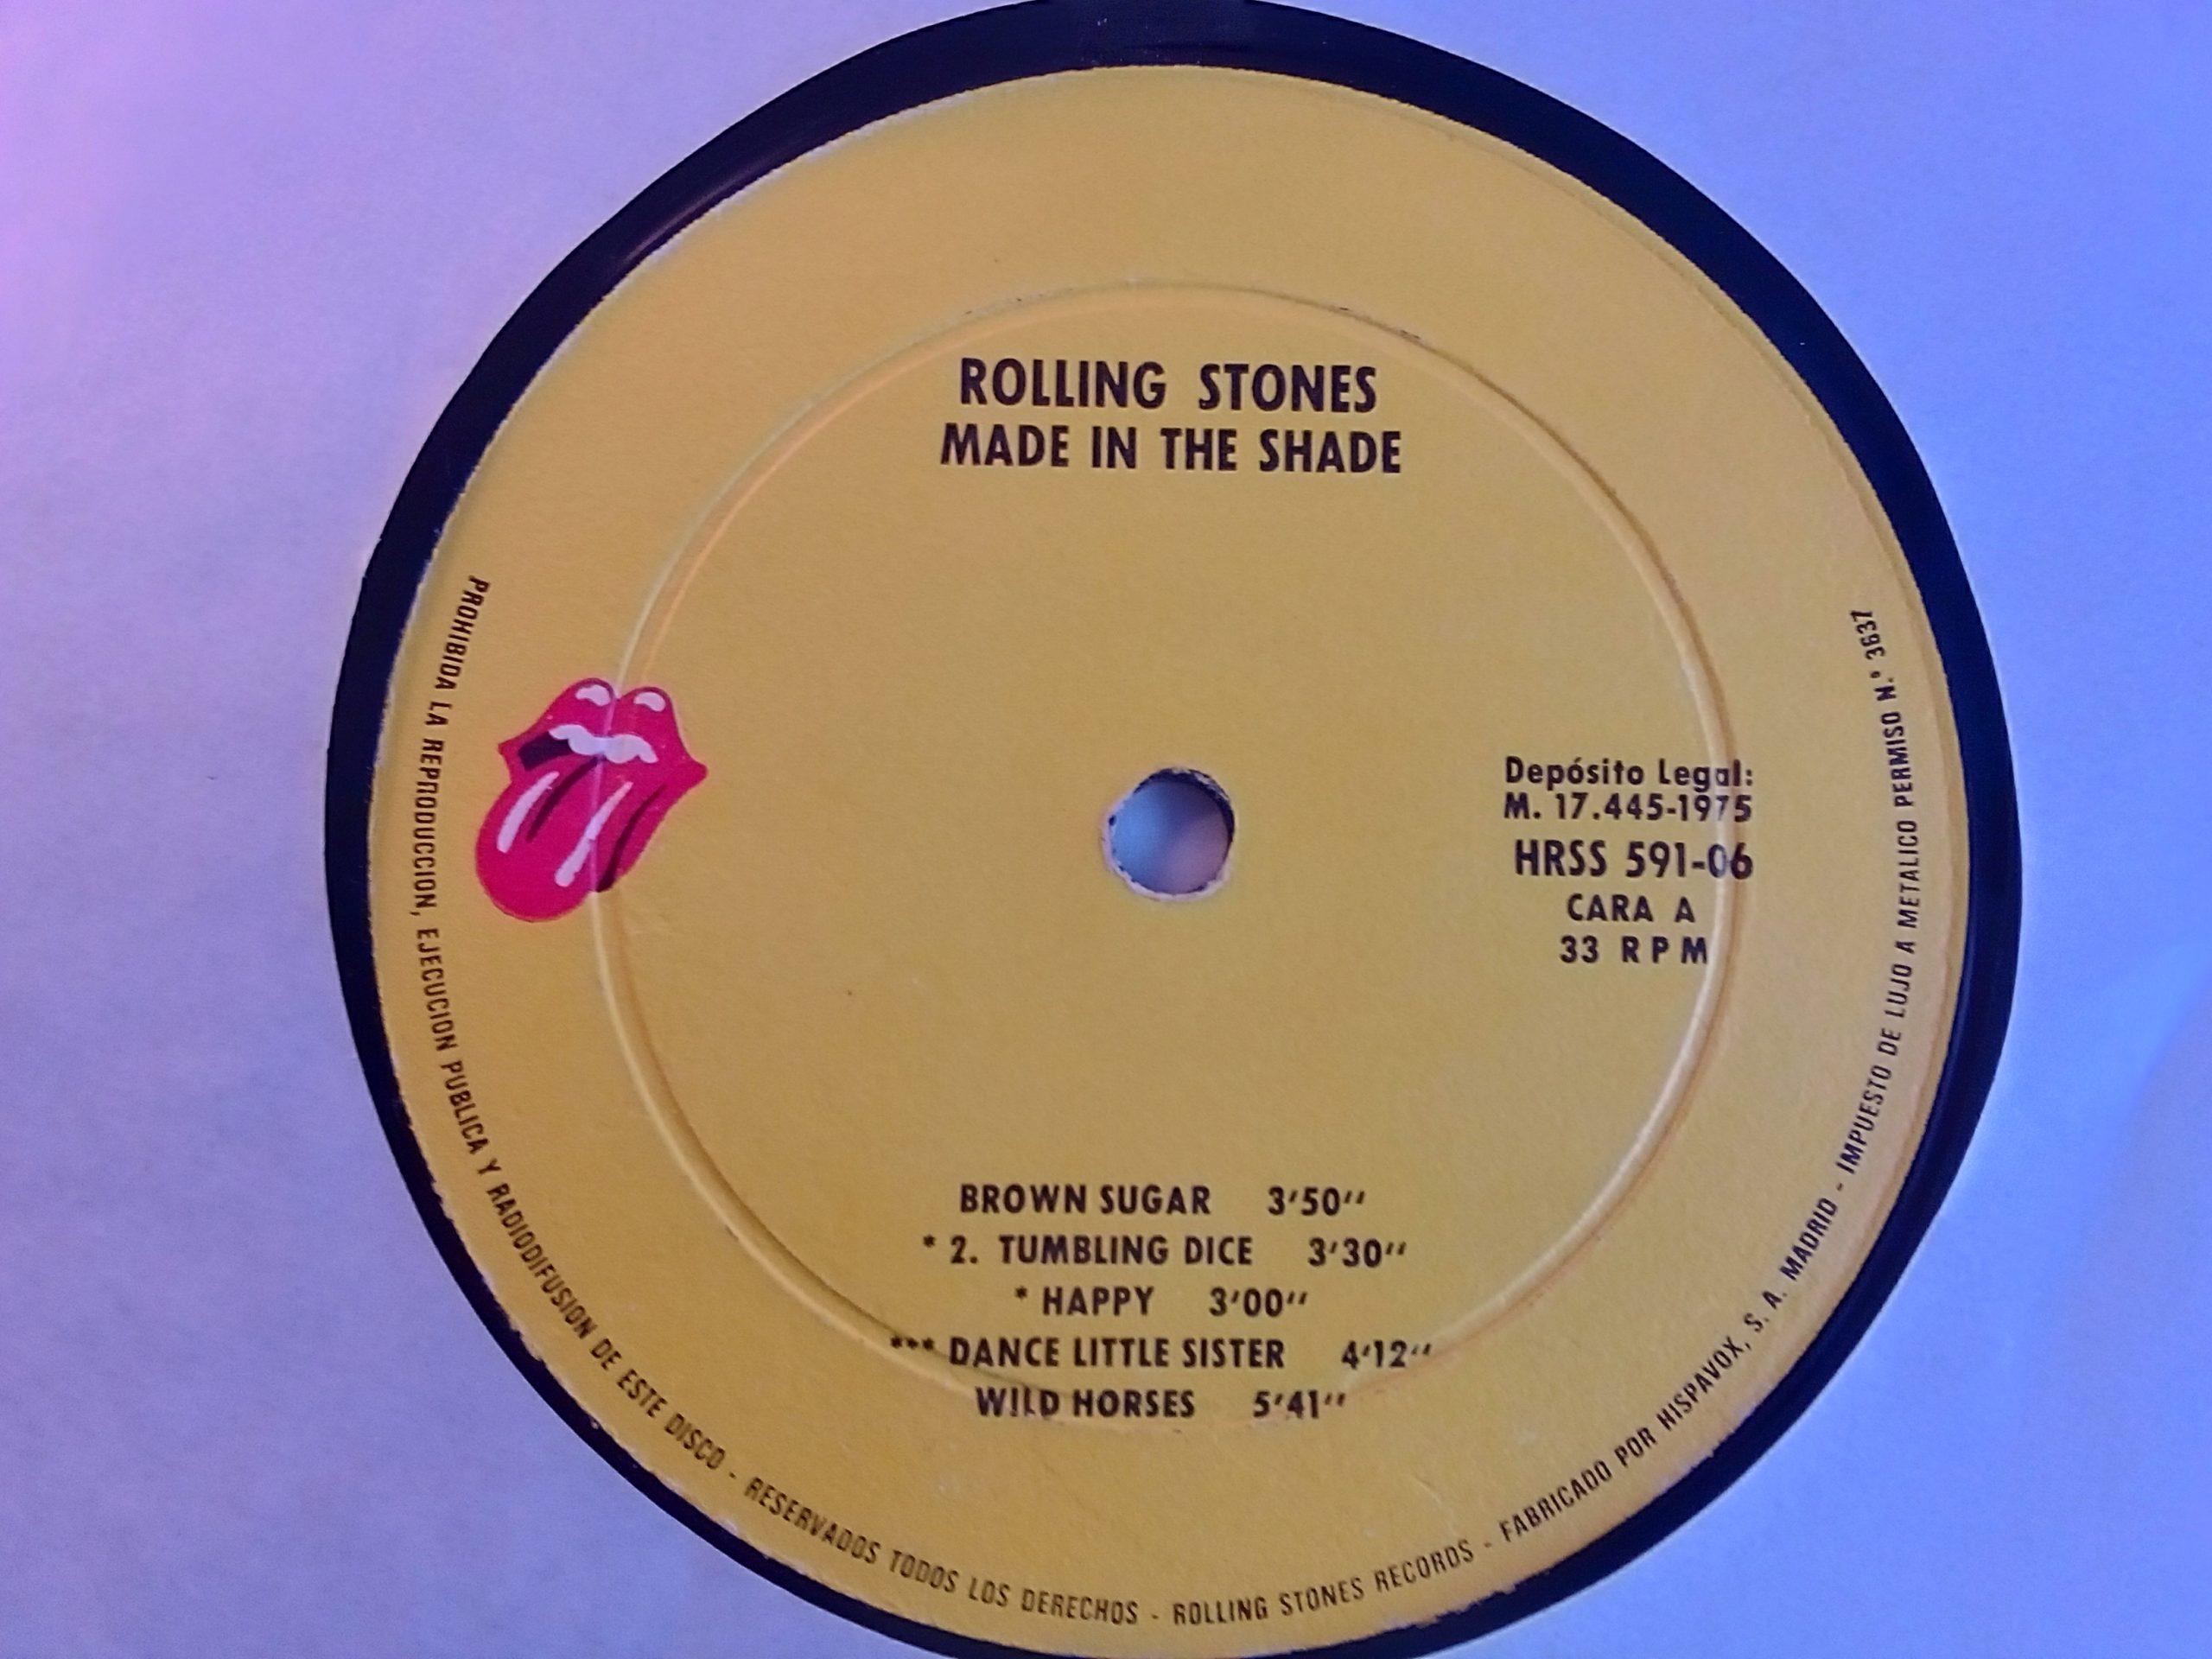 ROLLING STONES
MADE IN THE SHADE
Depósito Legal:
M. 17.445-1975
HRSS 591-06
CARA A
33 RPM
BROWN SUGAR 3'50''
* 2. TUMBLING DICE 3'30''
* HAPPY 3'00''
*** DANCE LITTLE SISTER 4'12''
WILD HORSES 5'41''
PROHIBIDA LA REPRODUCCION, EJECUCION PUBLICA Y RADIODIFUSION DE ESTE DISCO - RESERVADOS TODOS LOS DERECHOS - ROLLING STONES RECORDS - FABRICADO POR HISPAVOX, S. A. MADRID - IMPUESTO DE LUJO A METALICO PERMISO N.º 3637